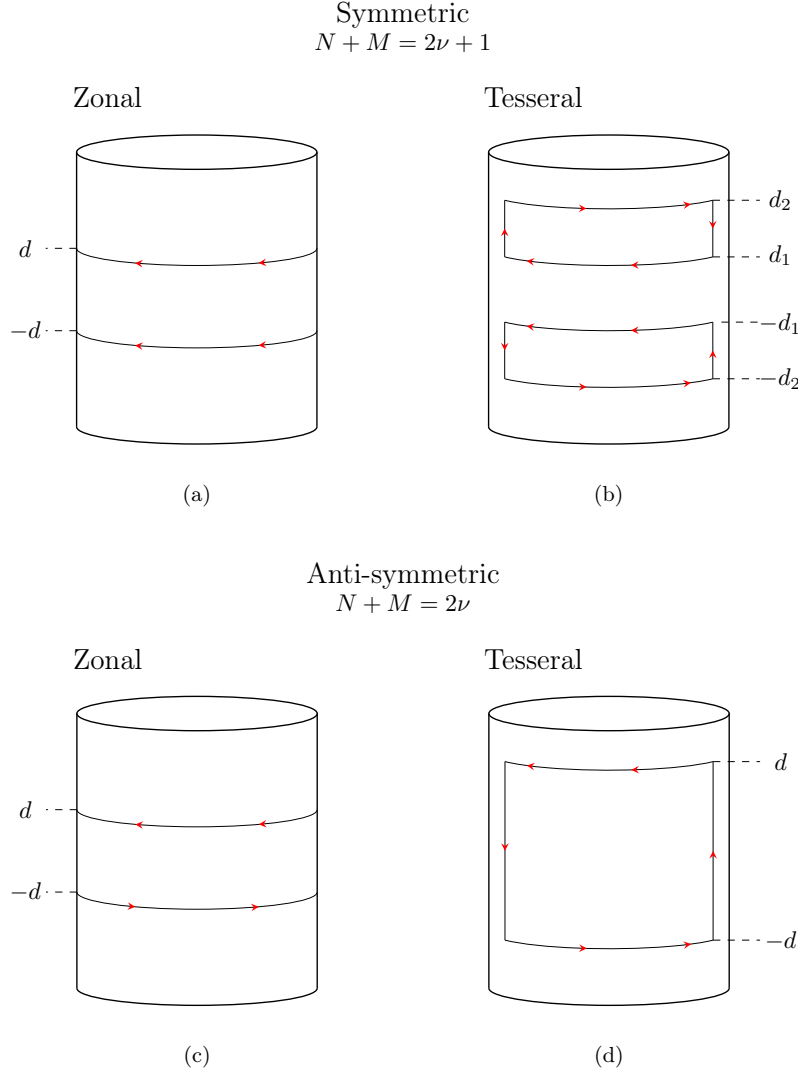 Symmetric
N + M = 2ν + 1
Zonal
Tesseral
d
−d
d₂
d₁
−d₁
−d₂
(a)
(b)
Anti-symmetric
N + M = 2ν
Zonal
Tesseral
d
−d
d
−d
(c)
(d)